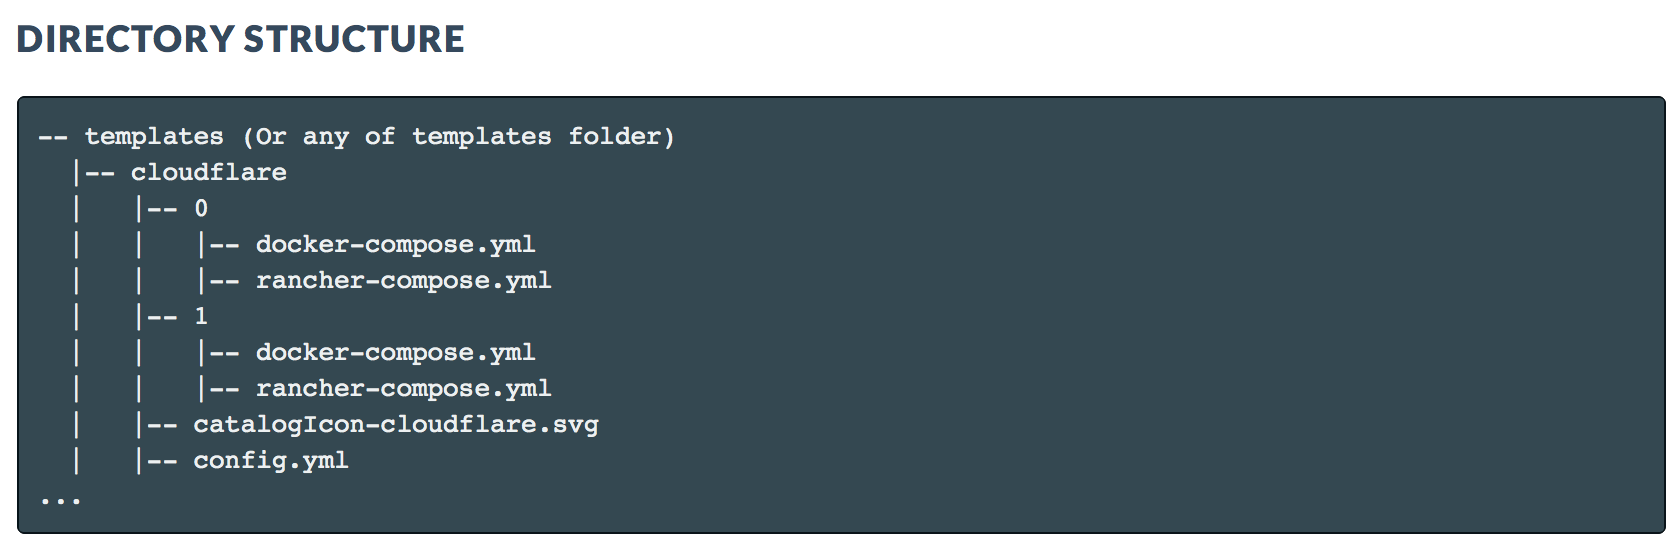 DIRECTORY STRUCTURE
-- templates (Or any of templates folder)
  |-- cloudflare
  |   |-- 0
  |   |   |-- docker-compose.yml
  |   |   |-- rancher-compose.yml
  |   |-- 1
  |   |   |-- docker-compose.yml
  |   |   |-- rancher-compose.yml
  |   |-- catalogIcon-cloudflare.svg
  |   |-- config.yml
...